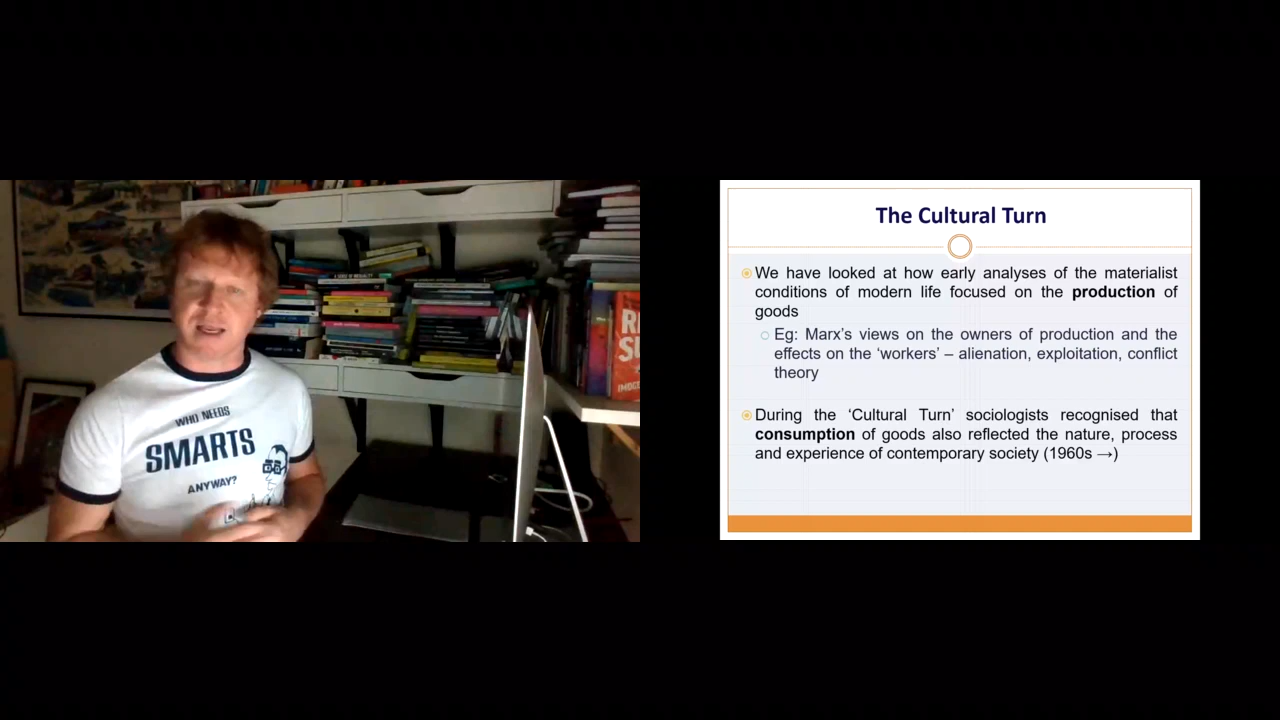 WHO NEEDS
SMARTS
ANYWAY?
The Cultural Turn
We have looked at how early analyses of the materialist
conditions of modern life focused on the production of
goods
Eg: Marx’s views on the owners of production and the
effects on the ‘workers’ – alienation, exploitation, conflict
theory
During the ‘Cultural Turn’ sociologists recognised that
consumption of goods also reflected the nature, process
and experience of contemporary society (1960s →)